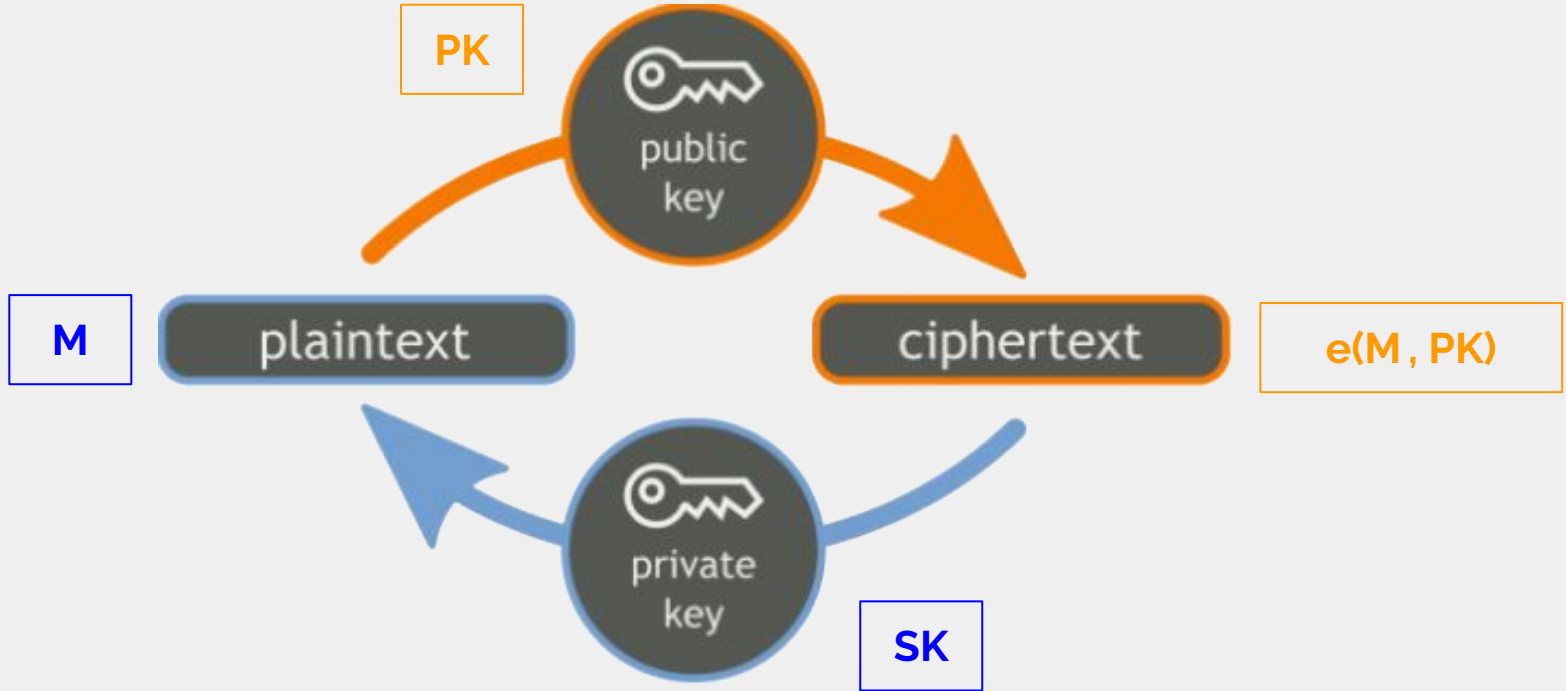 PK
public
key
M
plaintext
ciphertext
e(M , PK)
private
key
SK